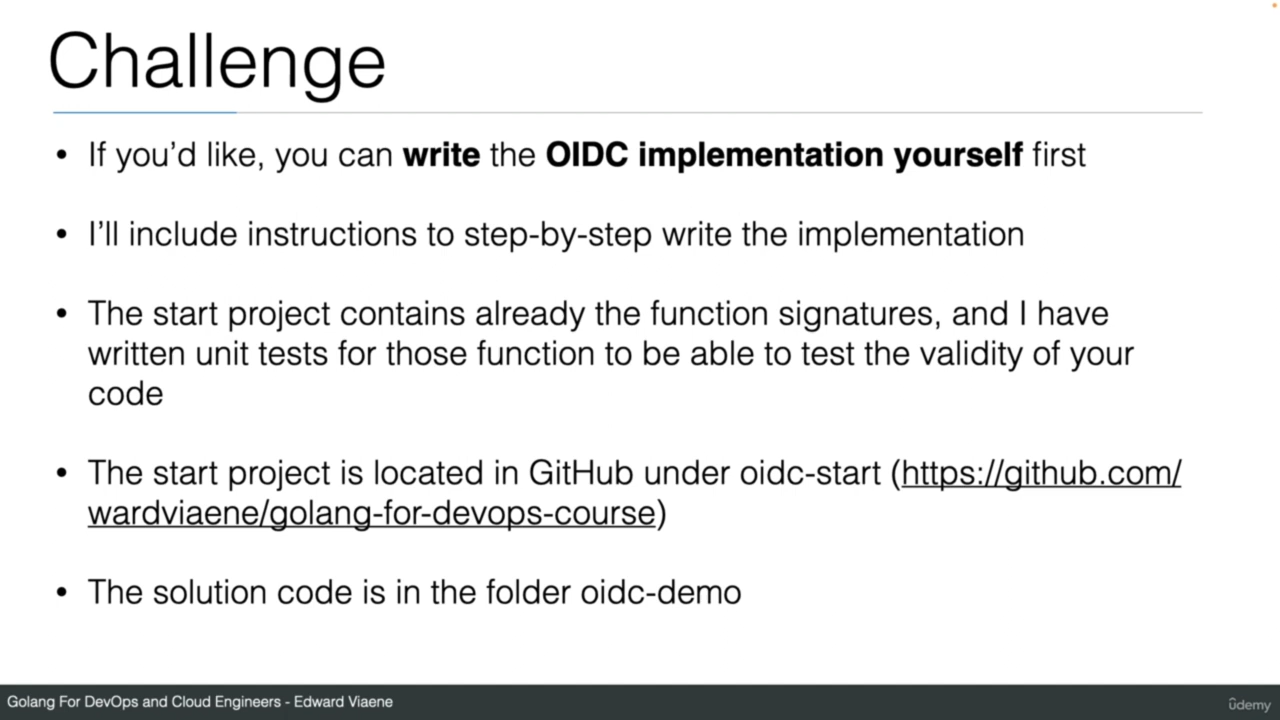 Challenge
• If you’d like, you can write the OIDC implementation yourself first
• I’ll include instructions to step-by-step write the implementation
• The start project contains already the function signatures, and I have
written unit tests for those function to be able to test the validity of your
code
• The start project is located in GitHub under oidc-start (https://github.com/
wardviaene/golang-for-devops-course)
• The solution code is in the folder oidc-demo
Golang For DevOps and Cloud Engineers - Edward Viaene
ûdemy